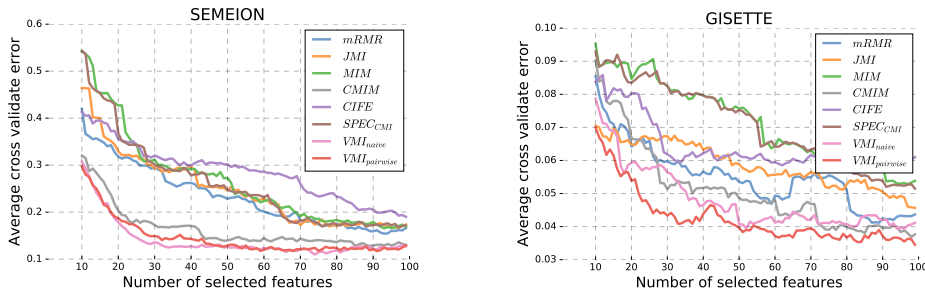 SEMEION
Average cross validate error
0.6
0.5
0.4
0.3
0.2
0.1
10 20 30 40 50 60 70 80 90 100
Number of selected features
mRMR
JMI
MIM
CMIM
CIFE
SPEC_CMI
VMI_naive
VMI_pairwise
GISETTE
Average cross validate error
0.10
0.09
0.08
0.07
0.06
0.05
0.04
0.03
10 20 30 40 50 60 70 80 90 100
Number of selected features
mRMR
JMI
MIM
CMIM
CIFE
SPEC_CMI
VMI_naive
VMI_pairwise